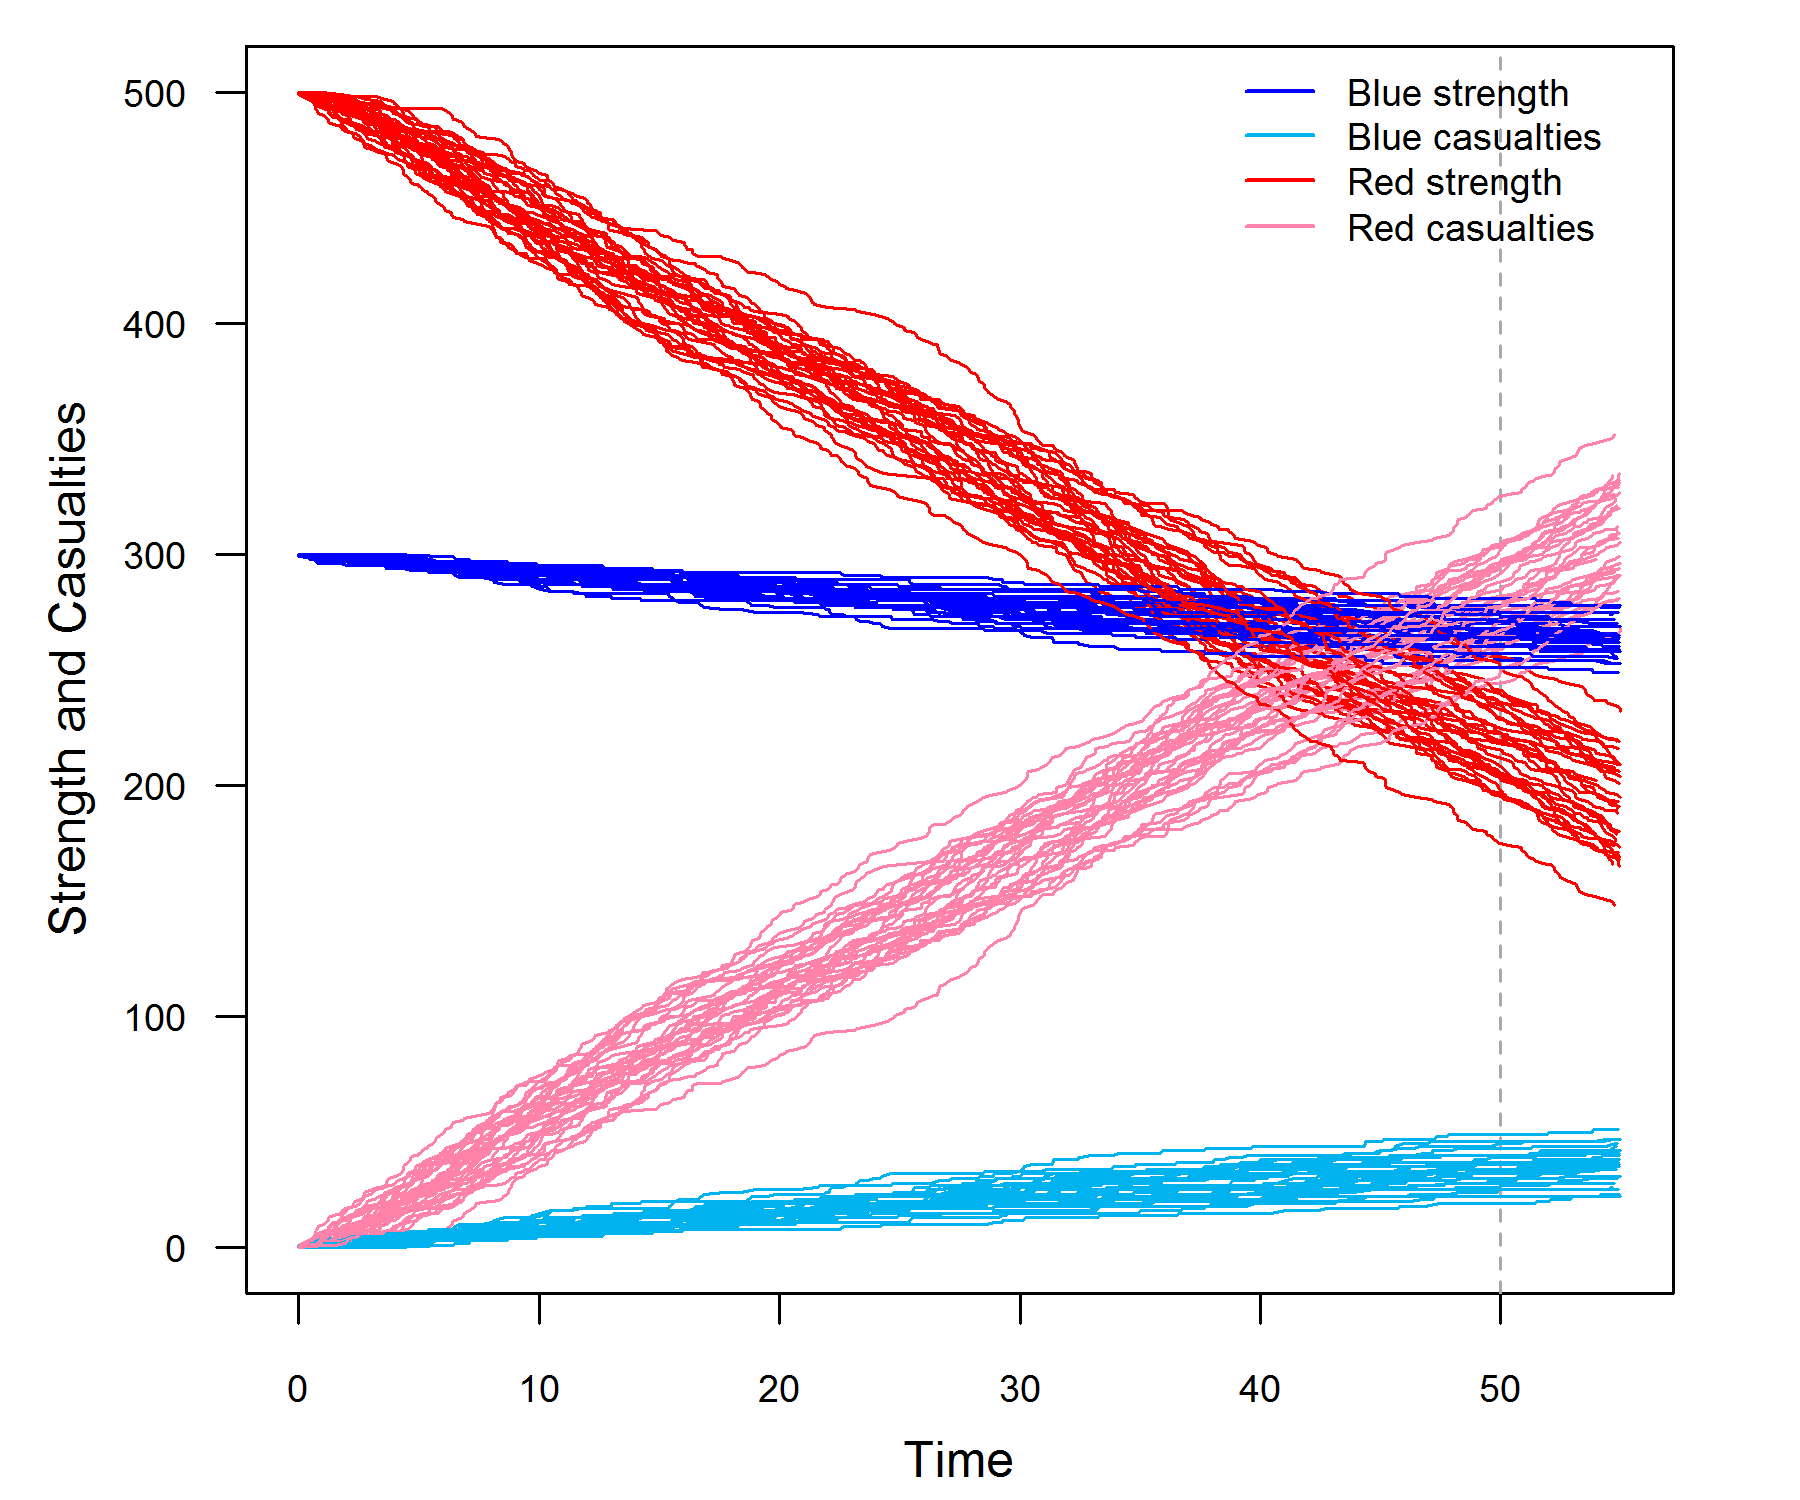 Blue strength
Blue casualties
Red strength
Red casualties
500
400
300
200
100
0
Strength and Casualties
0 10 20 30 40 50
Time